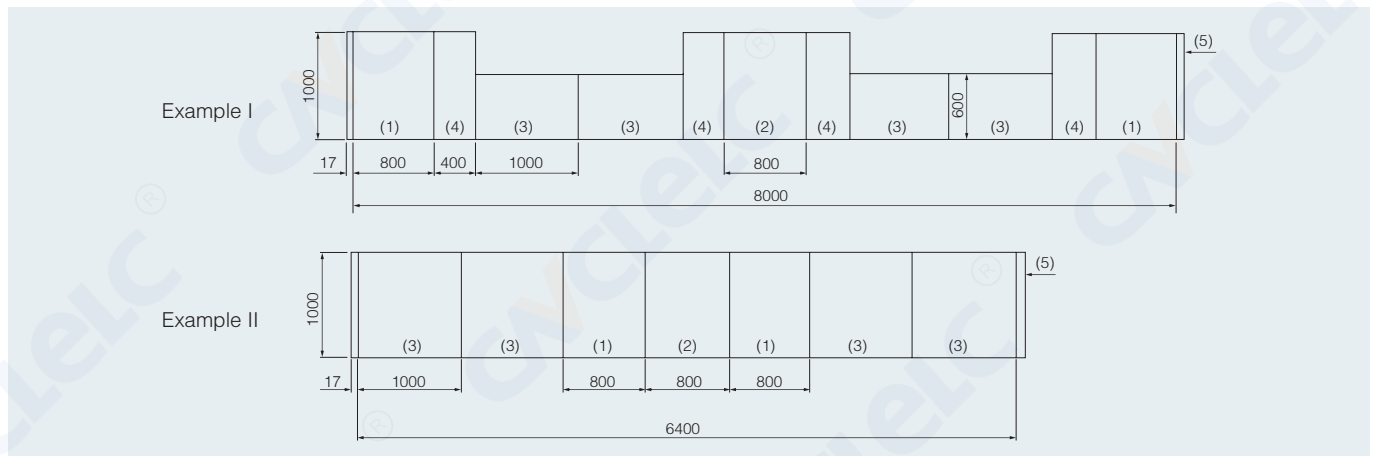 1000
Example I
(1) (4) (3) (3) (4) (2) (4) (3) (3) (4) (1)
600
(5)
17 800 400 1000 800
8000
1000
Example II
(3) (3) (1) (2) (1) (3) (3)
(5)
17 1000 800 800 800
6400
CNCLELC ®